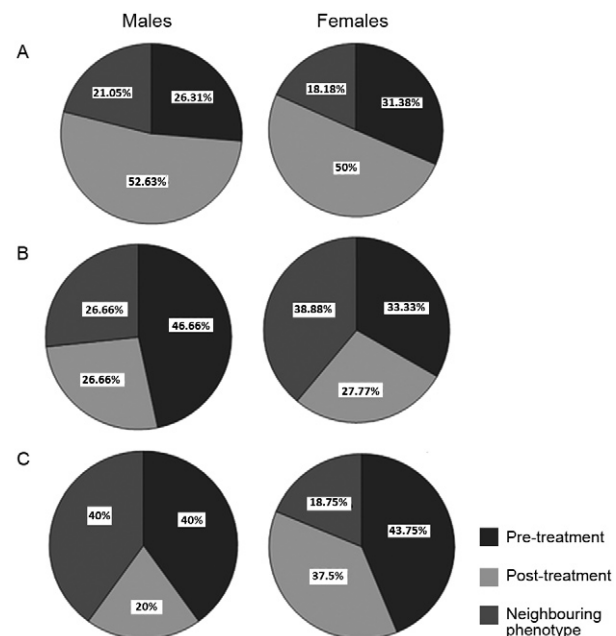 Males Females
A
21.05% 26.31% 18.18% 31.38%
52.63% 50%
B
26.66% 46.66% 38.88% 33.33%
26.66% 27.77%
C
40% 40% 18.75% 43.75%
20% 37.5%
Pre-treatment
Post-treatment
Neighbouring
phenotype